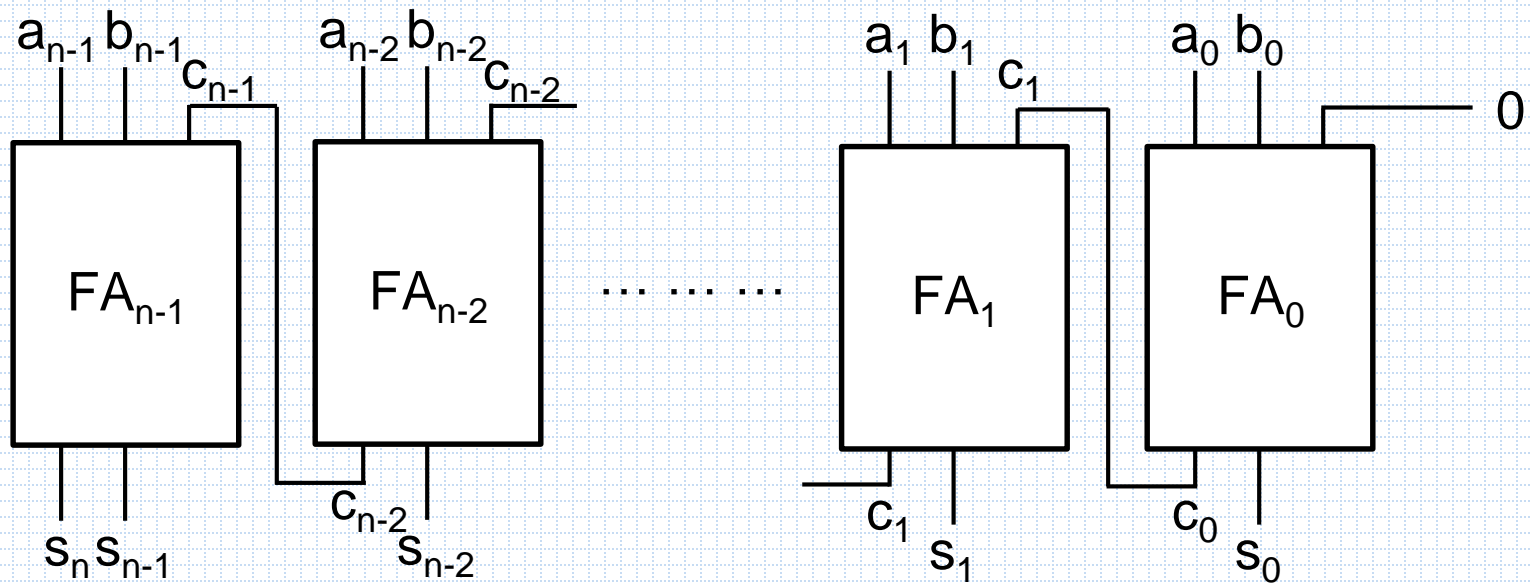 aₙ₋₁ bₙ₋₁ aₙ₋₂ bₙ₋₂ a₁ b₁ a₀ b₀
cₙ₋₁ cₙ₋₂ c₁ 0
FAₙ₋₁ FAₙ₋₂ ... ... ... FA₁ FA₀
cₙ₋₂ c₁ c₀
sₙ sₙ₋₁ sₙ₋₂ s₁ s₀